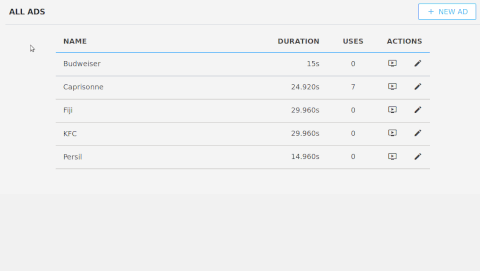 ALL ADS
+ NEW AD
NAME DURATION USES ACTIONS
Budweiser 15s 0
Caprisonne 24.920s 7
Fiji 29.960s 0
KFC 29.960s 0
Persil 14.960s 0